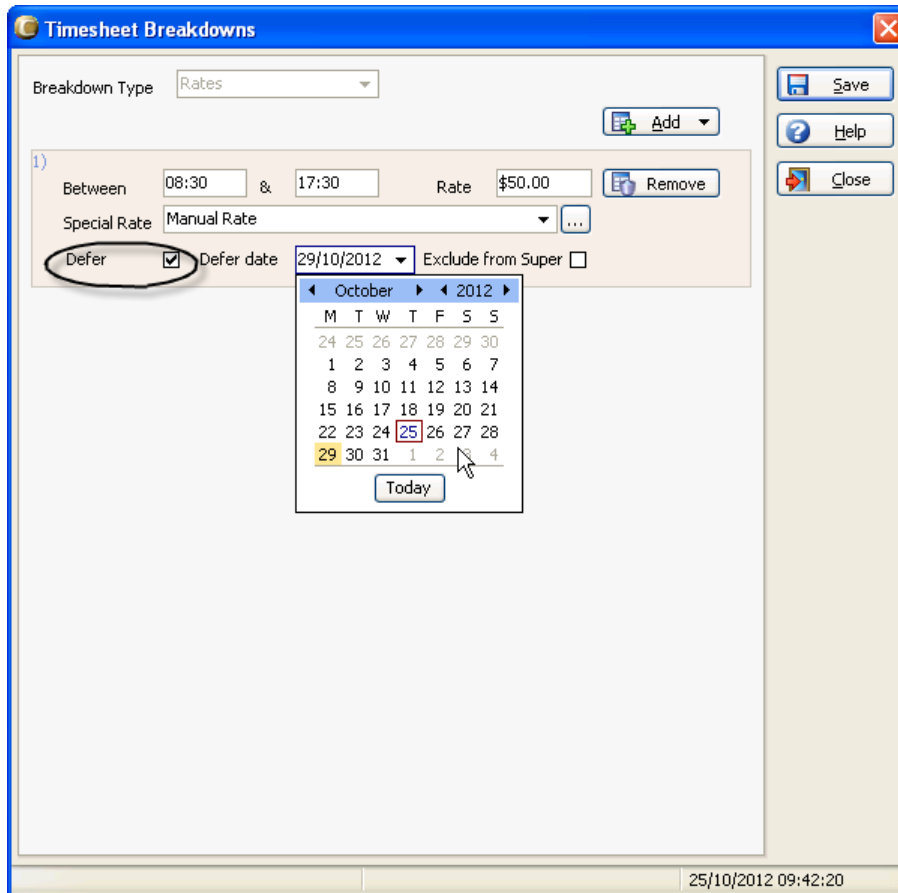 Timesheet Breakdowns
Breakdown Type Rates
Save
Add
Help
1)
Between 08:30 & 17:30 Rate $50.00 Remove
Close
Special Rate Manual Rate ...
Defer Defer date 29/10/2012 Exclude from Super
October 2012
M T W T F S S
24 25 26 27 28 29 30
1 2 3 4 5 6 7
8 9 10 11 12 13 14
15 16 17 18 19 20 21
22 23 24 25 26 27 28
29 30 31 1 2 3 4
Today
25/10/2012 09:42:20